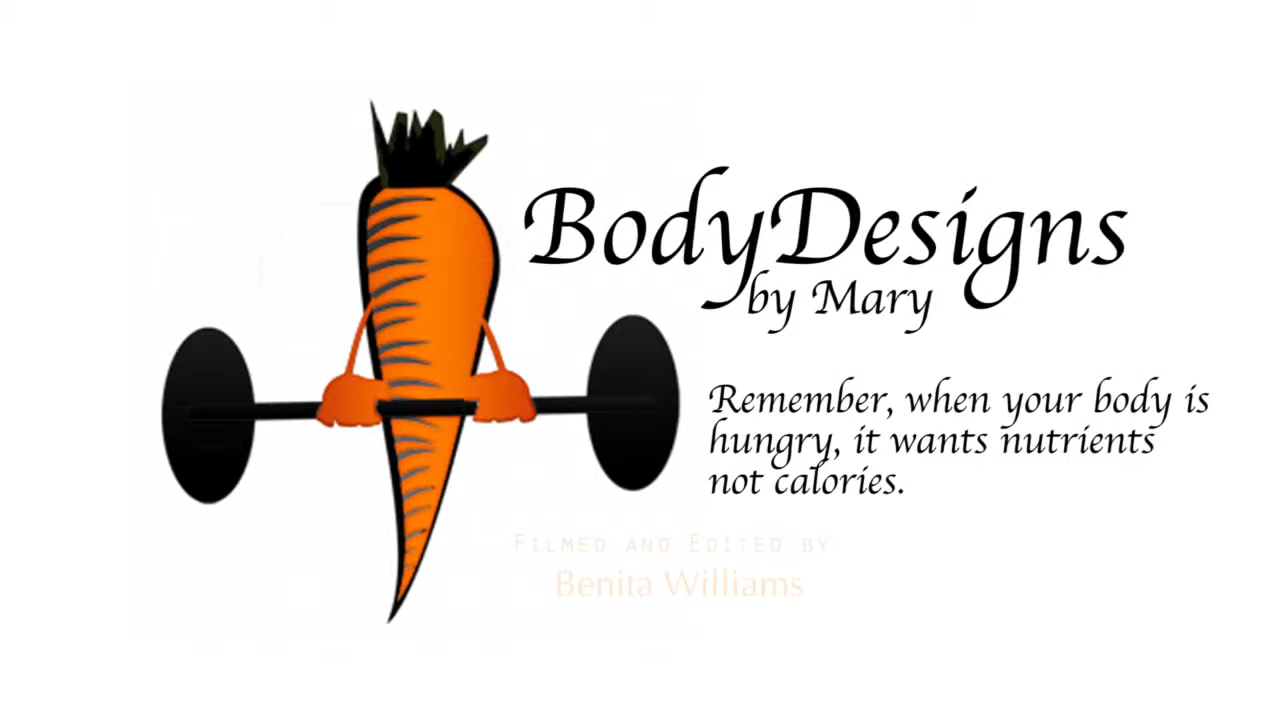 BodyDesigns
by Mary
Remember, when your body is
hungry, it wants nutrients
not calories.
Filmed and Edited by
Benita Williams